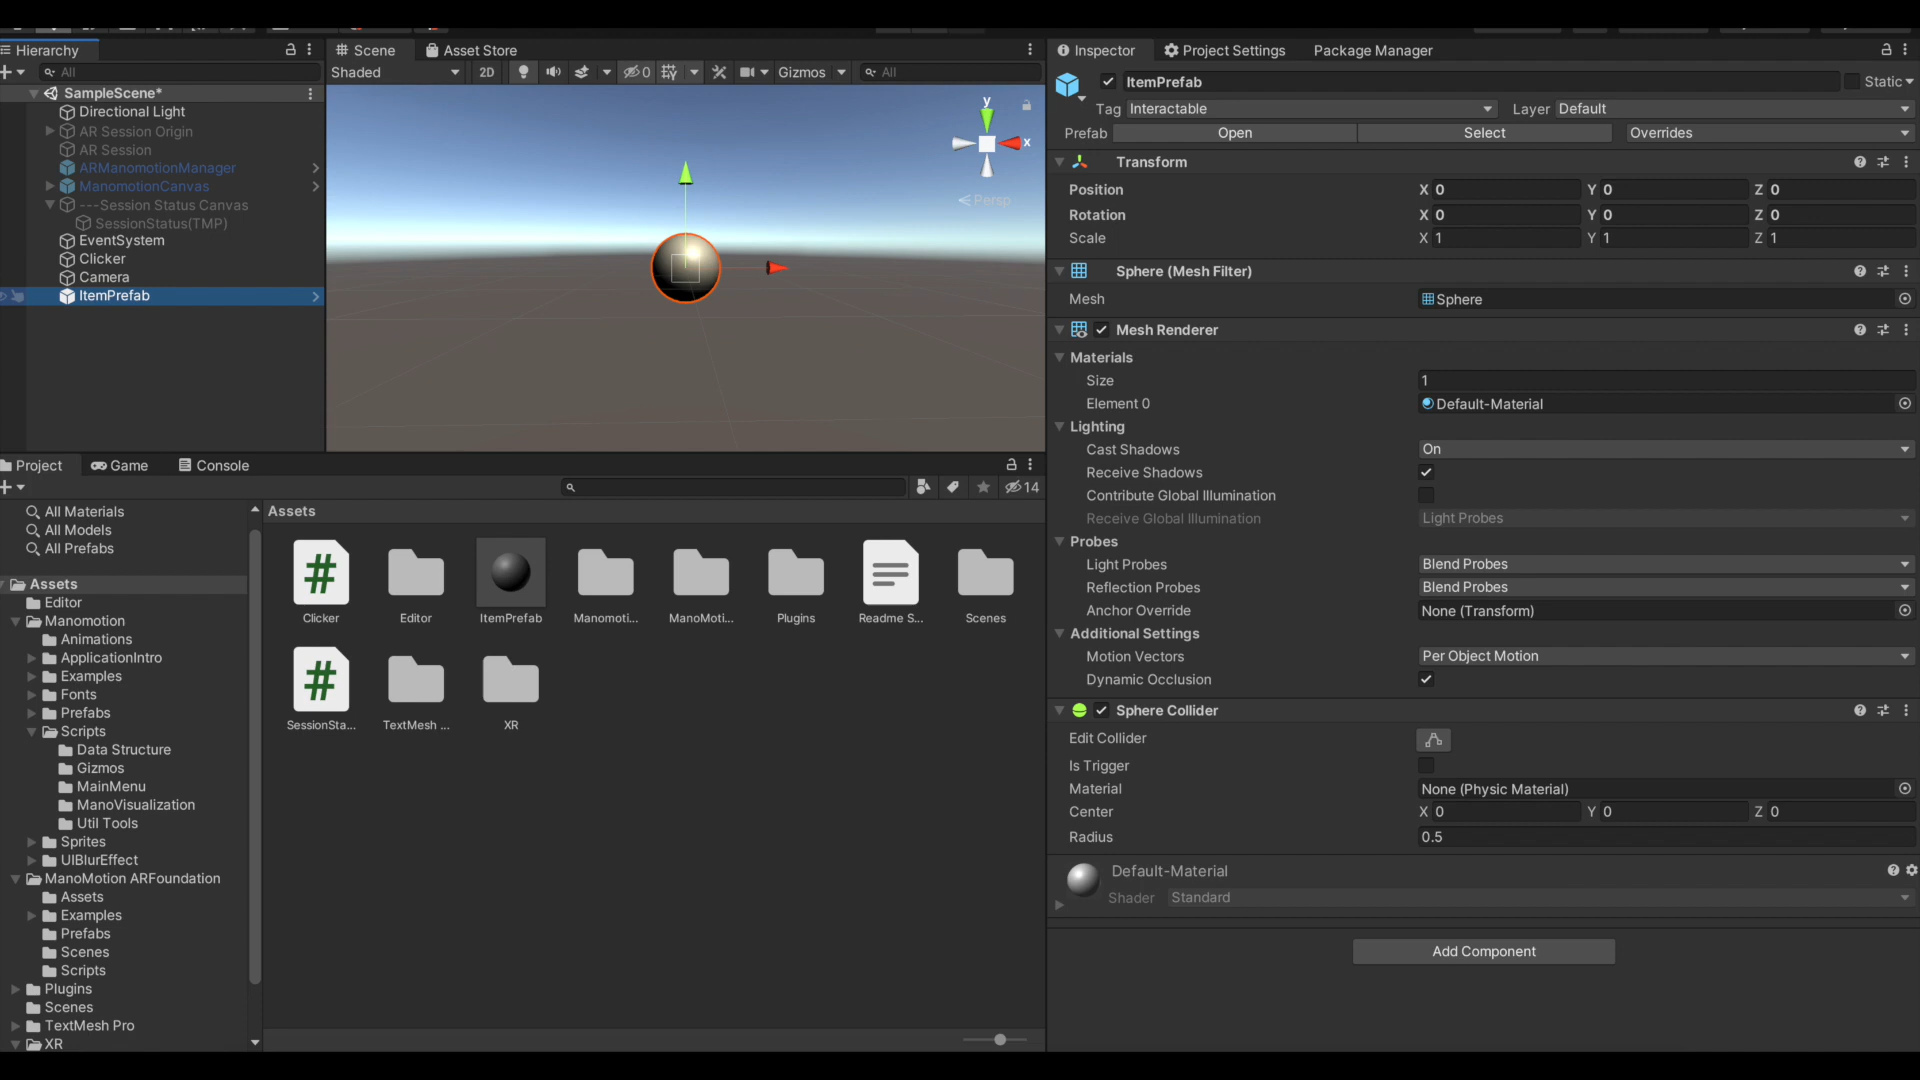 Hierarchy
All
SampleScene*
Directional Light
AR Session Origin
AR Session
ARManomotionManager
ManomotionCanvas
---Session Status Canvas
SessionStatus(TMP)
EventSystem
Clicker
Camera
ItemPrefab
Scene
Asset Store
Shaded
2D
0
Gizmos
All
y
x
Persp
Project
Game
Console
14
All Materials
All Models
All Prefabs
Assets
Editor
Manomotion
Animations
ApplicationIntro
Examples
Fonts
Prefabs
Scripts
Data Structure
Gizmos
MainMenu
ManoVisualization
Util Tools
Sprites
UIBlurEffect
ManoMotion ARFoundation
Assets
Examples
Prefabs
Scenes
Scripts
Plugins
Scenes
TextMesh Pro
XR
Assets
Clicker
Editor
ItemPrefab
Manomoti...
ManoMoti...
Plugins
Readme S...
Scenes
SessionSta...
TextMesh ...
XR
Inspector
Project Settings
Package Manager
ItemPrefab
Static
Tag Interactable
Layer Default
Prefab Open Select Overrides
Transform
Position X 0 Y 0 Z 0
Rotation X 0 Y 0 Z 0
Scale X 1 Y 1 Z 1
Sphere (Mesh Filter)
Mesh Sphere
Mesh Renderer
Materials
Size 1
Element 0 Default-Material
Lighting
Cast Shadows On
Receive Shadows
Contribute Global Illumination
Receive Global Illumination Light Probes
Probes
Light Probes Blend Probes
Reflection Probes Blend Probes
Anchor Override None (Transform)
Additional Settings
Motion Vectors Per Object Motion
Dynamic Occlusion
Sphere Collider
Edit Collider
Is Trigger
Material None (Physic Material)
Center X 0 Y 0 Z 0
Radius 0.5
Default-Material
Shader Standard
Add Component